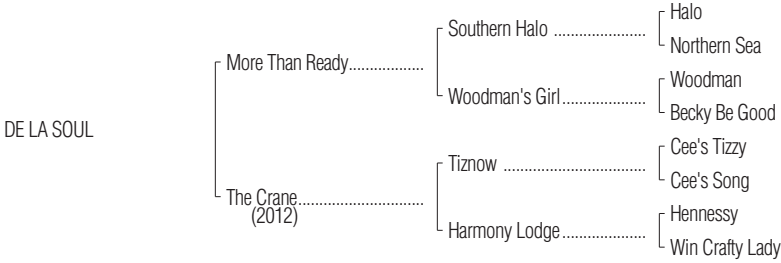 Halo
Southern Halo ......................
Northern Sea
More Than Ready..................
Woodman
Woodman's Girl....................
Becky Be Good
DE LA SOUL
Cee's Tizzy
Tiznow ..................................
Cee's Song
The Crane..............................
(2012)
Hennessy
Harmony Lodge....................
Win Crafty Lady